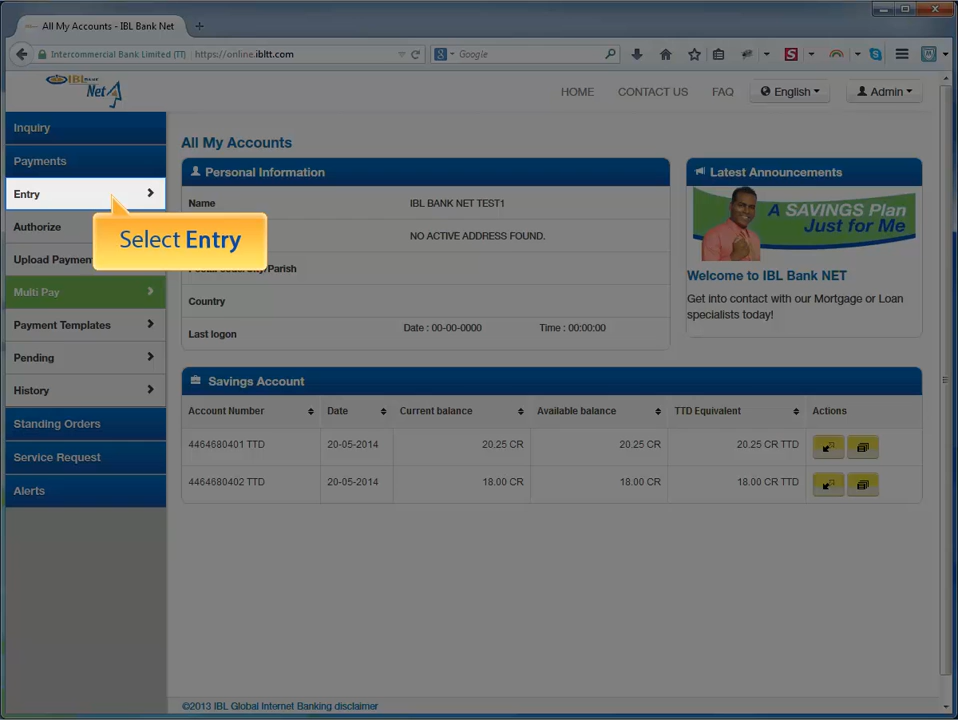 All My Accounts - IBL Bank Net
Intercommercial Bank Limited (TT) https://online.ibltt.com
Google
IBL
Net
HOME CONTACT US FAQ English Admin
Inquiry
Payments
Entry
Select Entry
Authorize
Upload Paymen
Multi Pay
Payment Templates
Pending
History
Standing Orders
Service Request
Alerts
All My Accounts
Personal Information
Name IBL BANK NET TEST1
NO ACTIVE ADDRESS FOUND.
Postal code/City/Parish
Country
Last logon Date : 00-00-0000 Time : 00:00:00
Latest Announcements
A SAVINGS Plan
Just for Me
Welcome to IBL Bank NET
Get into contact with our Mortgage or Loan
specialists today!
Savings Account
Account Number Date Current balance Available balance TTD Equivalent Actions
4464680401 TTD 20-05-2014 20.25 CR 20.25 CR 20.25 CR TTD
4464680402 TTD 20-05-2014 18.00 CR 18.00 CR 18.00 CR TTD
©2013 IBL Global Internet Banking disclaimer